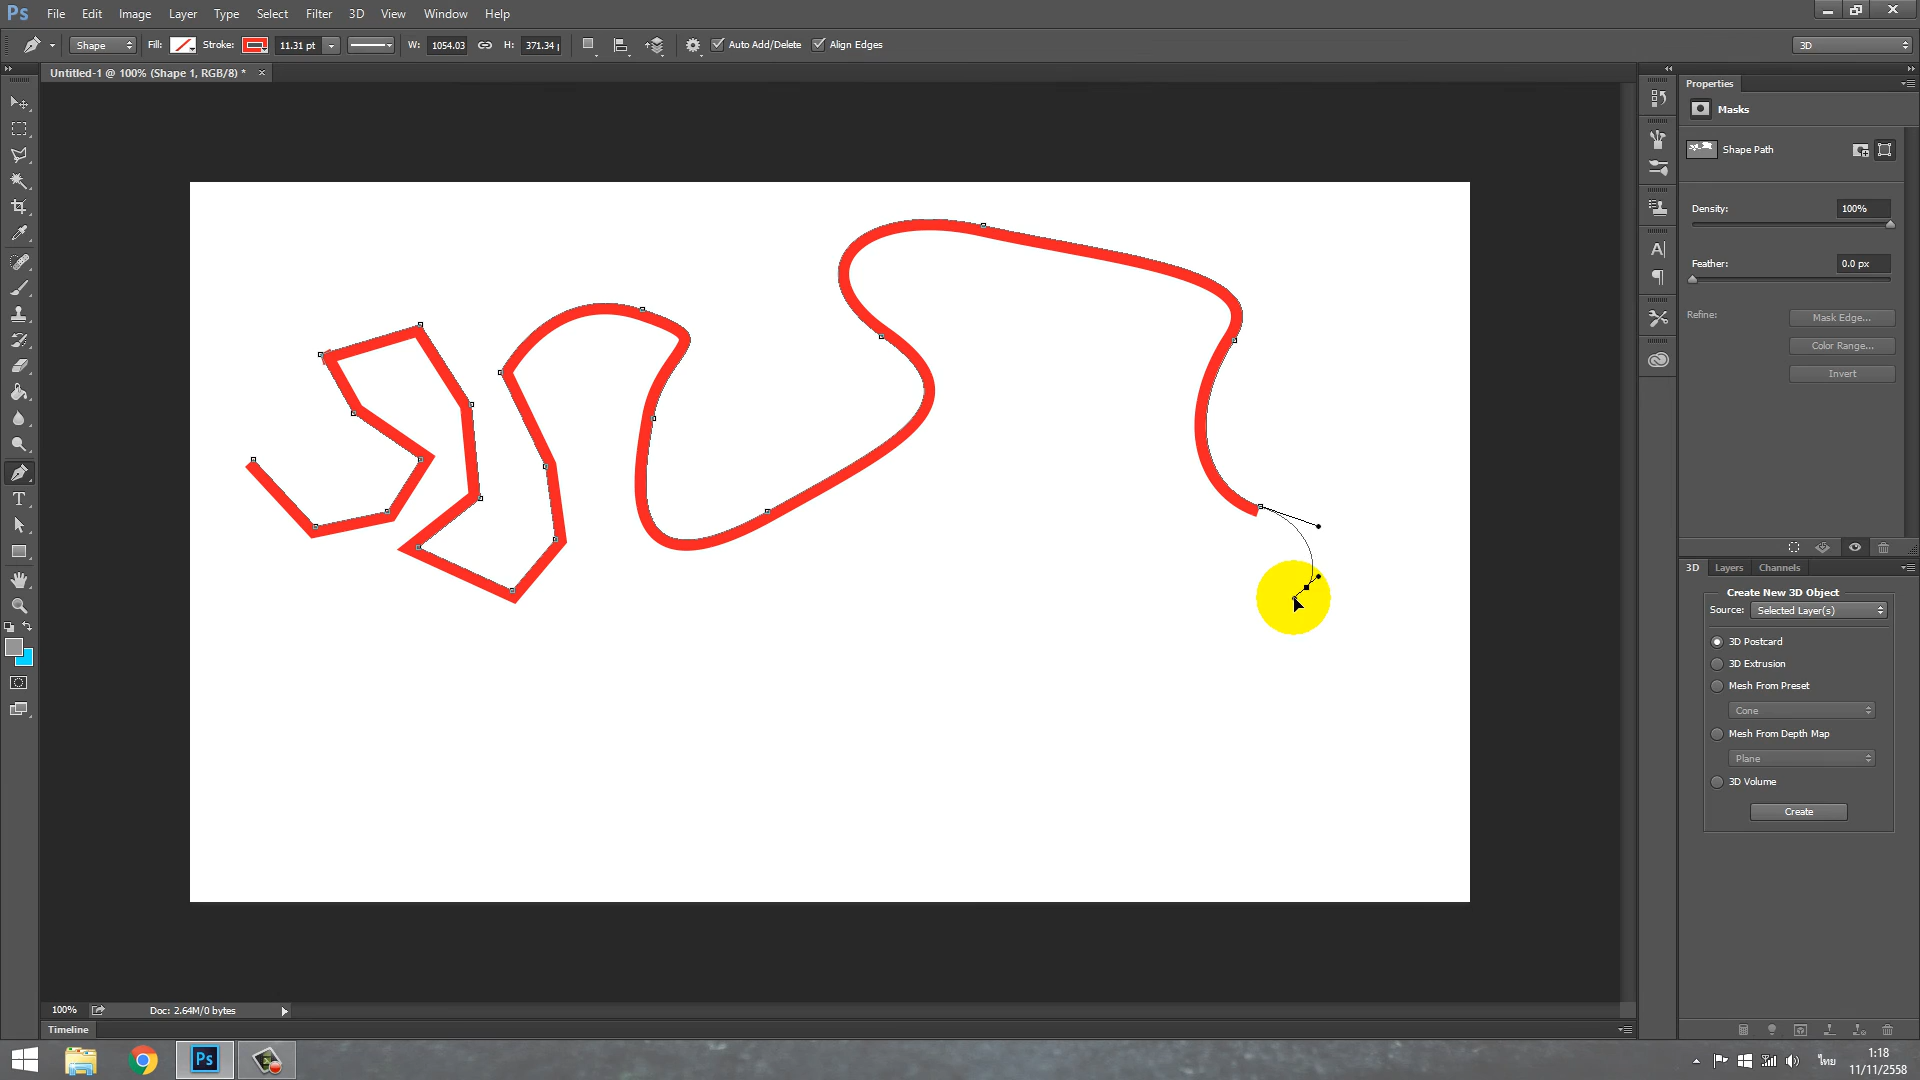 Ps File Edit Image Layer Type Select Filter 3D View Window Help
Shape Fill: Stroke: 11.31 pt W: 1054.03 H: 371.34 Auto Add/Delete Align Edges 3D
Untitled-1 @ 100% (Shape 1, RGB/8) *
Properties
Masks
Shape Path
Density: 100%
Feather: 0.0 px
Refine: Mask Edge...
Color Range...
Invert
3D Layers Channels
Create New 3D Object
Source: Selected Layer(s)
3D Postcard
3D Extrusion
Mesh From Preset
Cone
Mesh From Depth Map
Plane
3D Volume
Create
100% Doc: 2.64M/0 bytes
Timeline
Ps
ไทย
1:18
11/11/2558